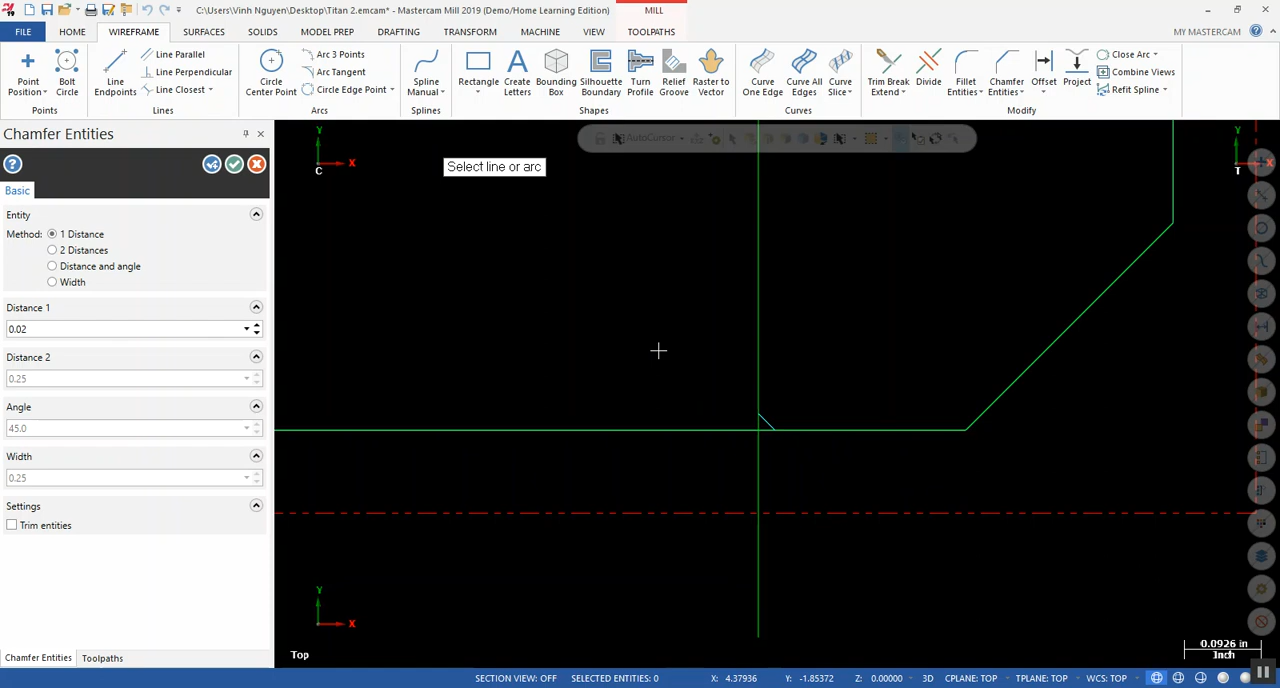 19
C:\Users\Vinh Nguyen\Desktop\Titan 2.emcam* - Mastercam Mill 2019 (Demo/Home Learning Edition)
MILL
FILE HOME WIREFRAME SURFACES SOLIDS MODEL PREP DRAFTING TRANSFORM MACHINE VIEW TOOLPATHS MY MASTERCAM
Point Position
Bolt Circle
Points
Line Endpoints
Line Parallel
Line Perpendicular
Line Closest
Lines
Circle Center Point
Arc 3 Points
Arc Tangent
Circle Edge Point
Arcs
Spline Manual
Splines
Rectangle
Create Letters
Bounding Box
Silhouette Boundary
Turn Profile
Relief Groove
Raster to Vector
Shapes
Curve One Edge
Curve All Edges
Curve Slice
Curves
Trim Break Extend
Divide
Fillet Entities
Chamfer Entities
Offset
Project
Close Arc
Combine Views
Refit Spline
Modify
Chamfer Entities
Basic
Entity
Method: 1 Distance
2 Distances
Distance and angle
Width
Distance 1
0.02
Distance 2
0.25
Angle
45.0
Width
0.25
Settings
Trim entities
Chamfer Entities Toolpaths
AutoCursor
Select line or arc
Y
X
C
Y
X
T
Y
X
Top
0.0926 in
Inch
SECTION VIEW: OFF SELECTED ENTITIES: 0 X: 4.37936 Y: -1.85372 Z: 0.00000 3D CPLANE: TOP TPLANE: TOP WCS: TOP